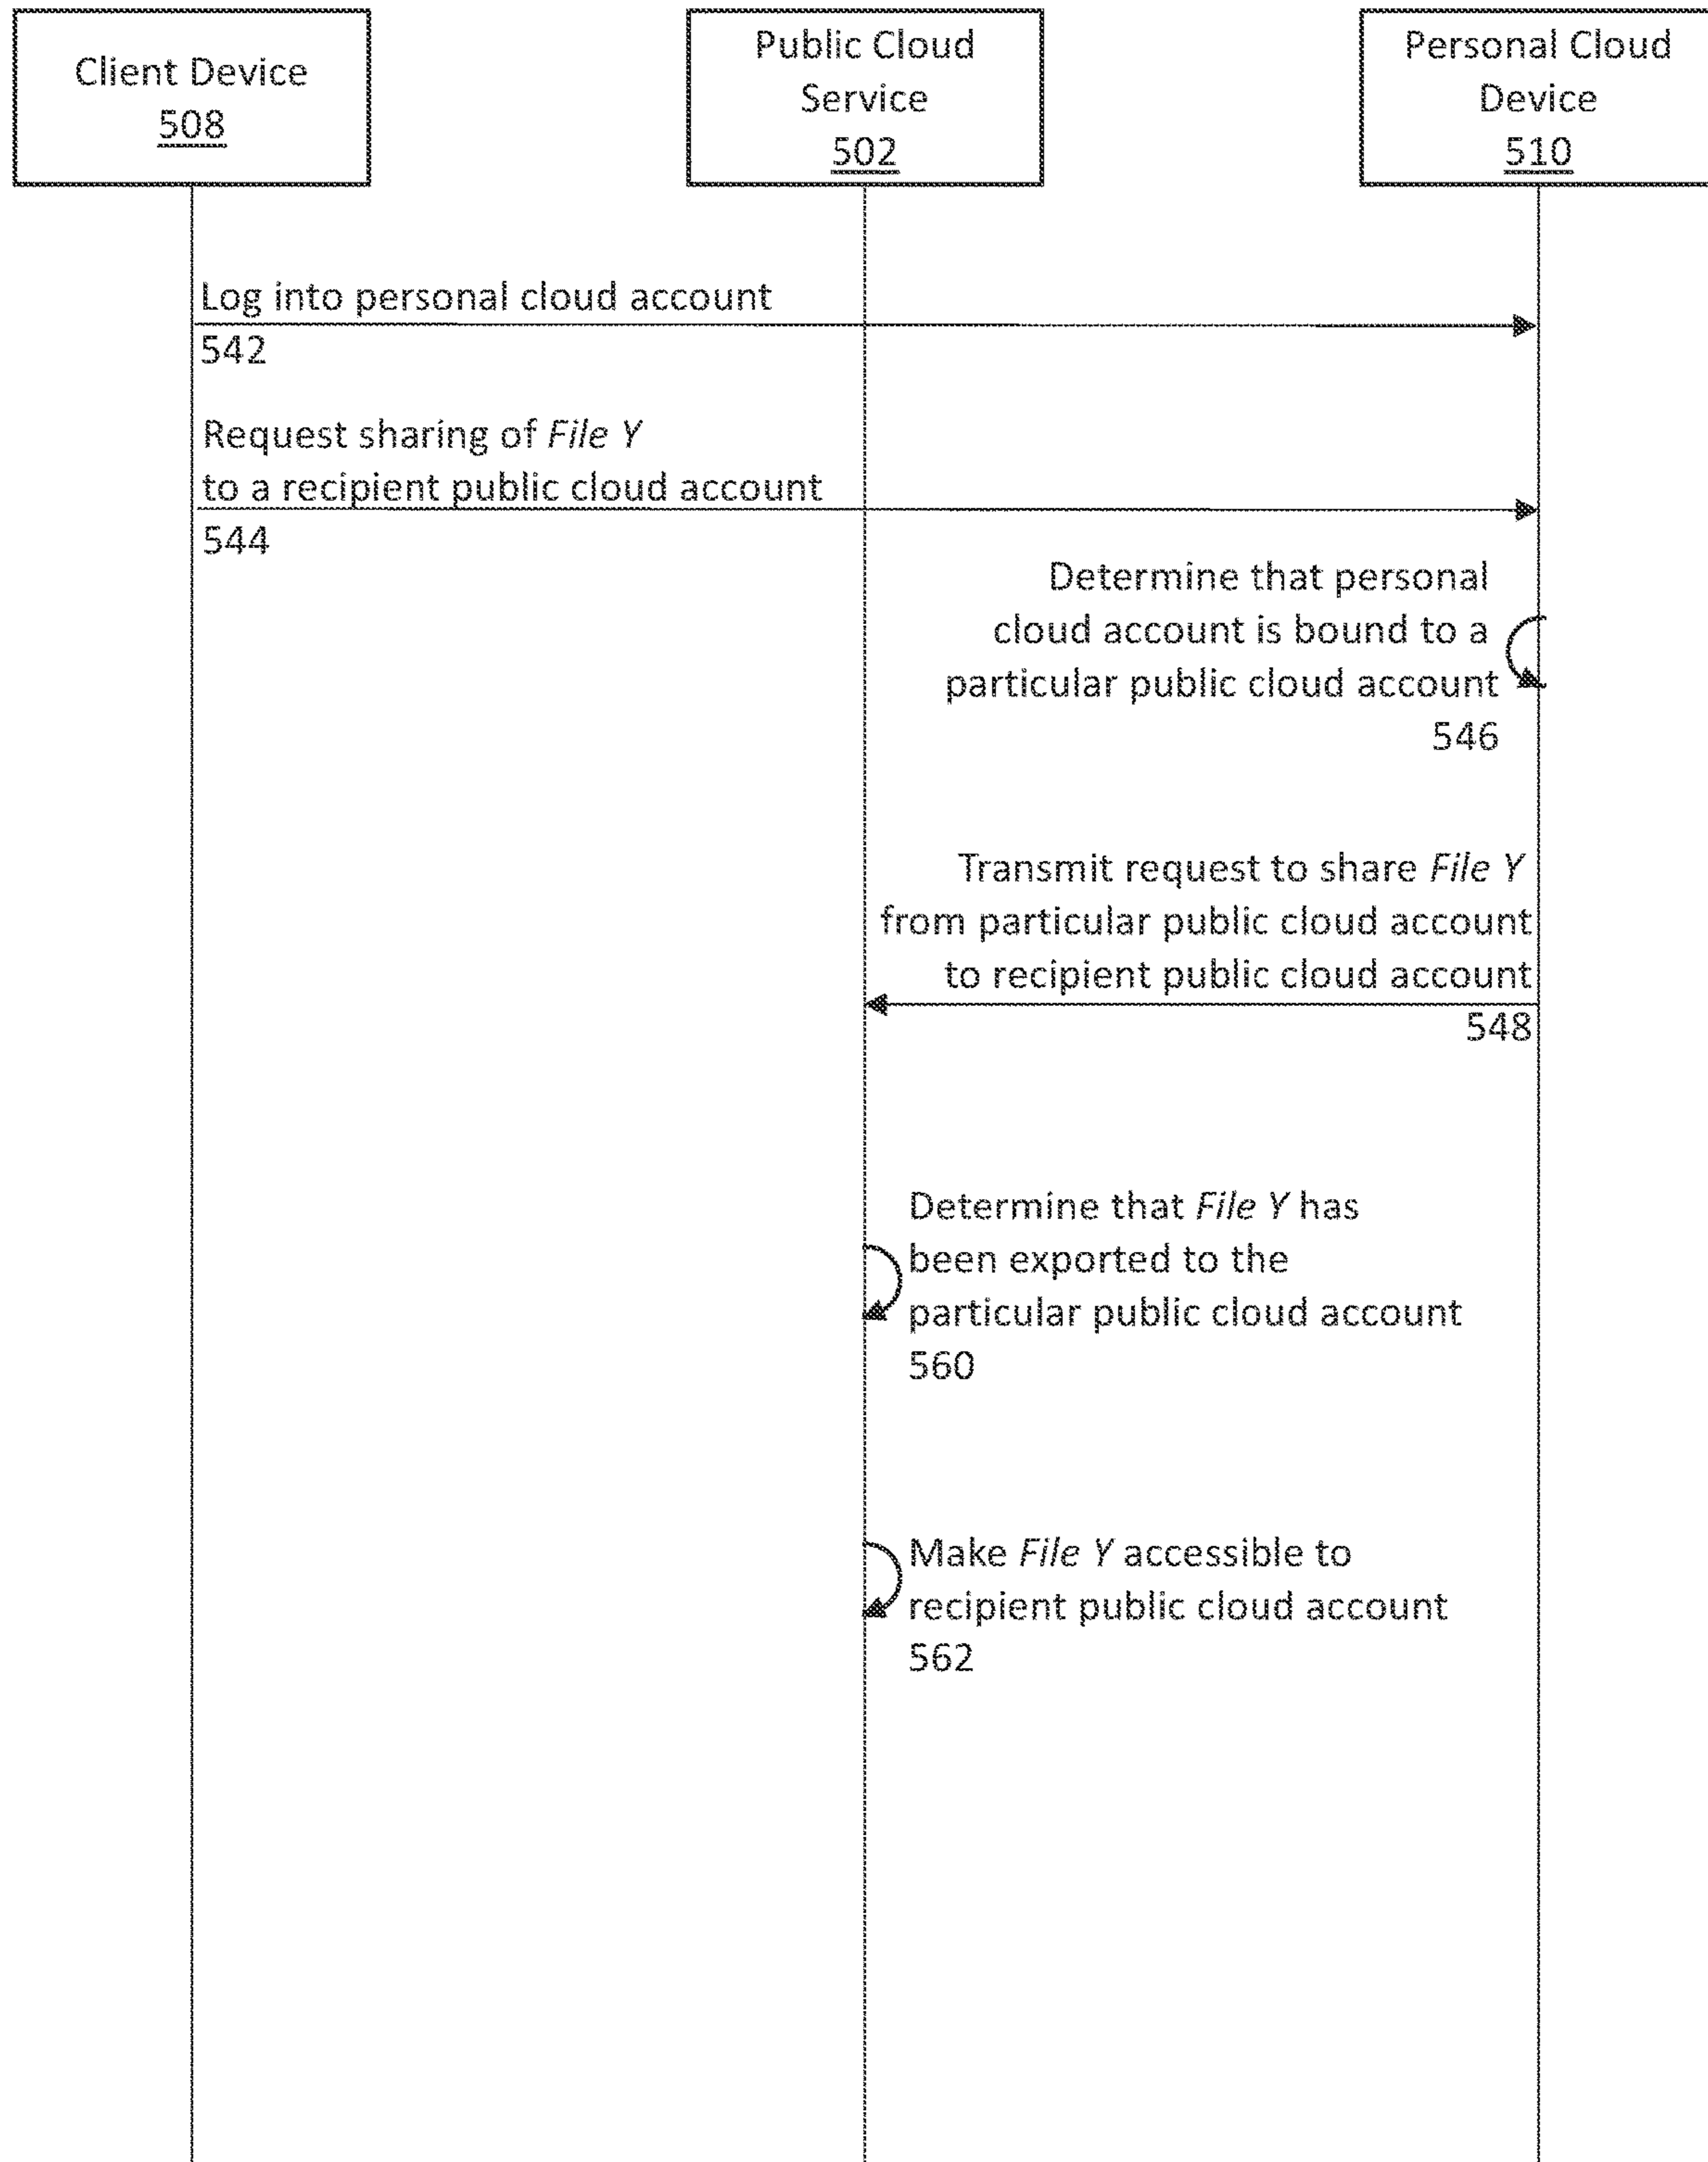 Client Device
508
Public Cloud
Service
502
Personal Cloud
Device
510
Log into personal cloud account
542
Request sharing of File Y
to a recipient public cloud account
544
Determine that personal
cloud account is bound to a
particular public cloud account
546
Transmit request to share File Y
from particular public cloud account
to recipient public cloud account
548
Determine that File Y has
been exported to the
particular public cloud account
560
Make File Y accessible to
recipient public cloud account
562